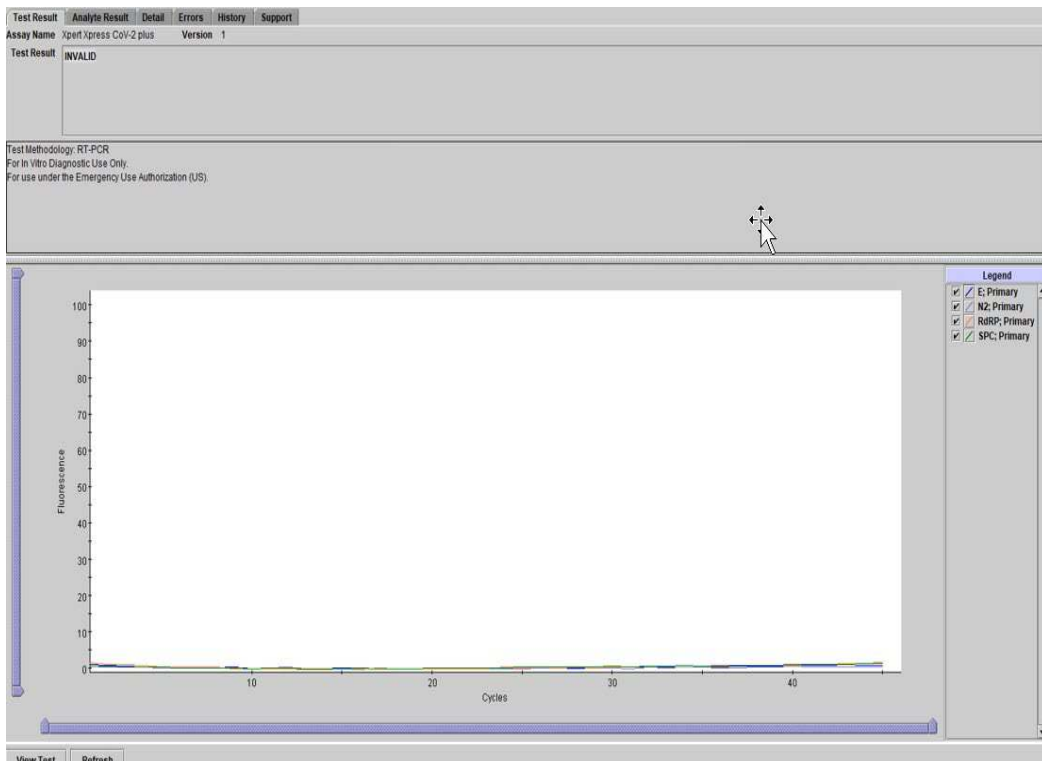 Test Result Analyte Result Detail Errors History Support
Assay Name Xpert Xpress CoV-2 plus Version 1
Test Result INVALID
Test Methodology: RT-PCR
For In Vitro Diagnostic Use Only.
For use under the Emergency Use Authorization (US).
Legend
E; Primary
N2; Primary
RdRP; Primary
SPC; Primary
Fluorescence
100
90
80
70
60
50
40
30
20
10
0
10 20 30 40
Cycles
View Test Refresh